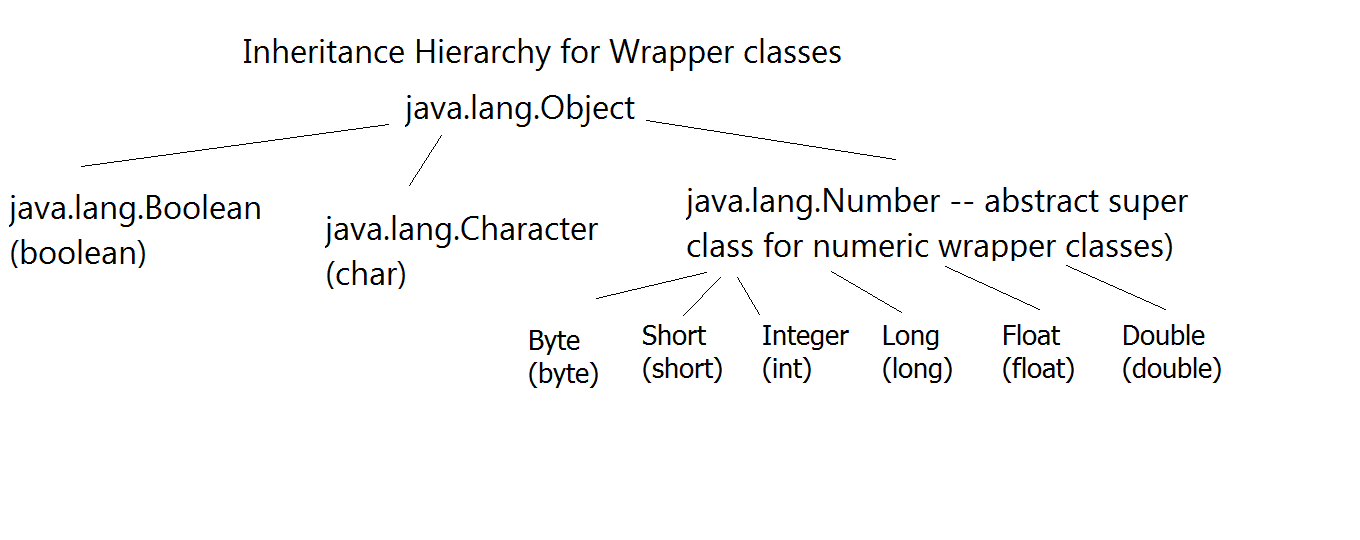 Inheritance Hierarchy for Wrapper classes
java.lang.Object
java.lang.Boolean
(boolean)
java.lang.Character
(char)
java.lang.Number -- abstract super
class for numeric wrapper classes)
Byte
(byte)
Short
(short)
Integer
(int)
Long
(long)
Float
(float)
Double
(double)